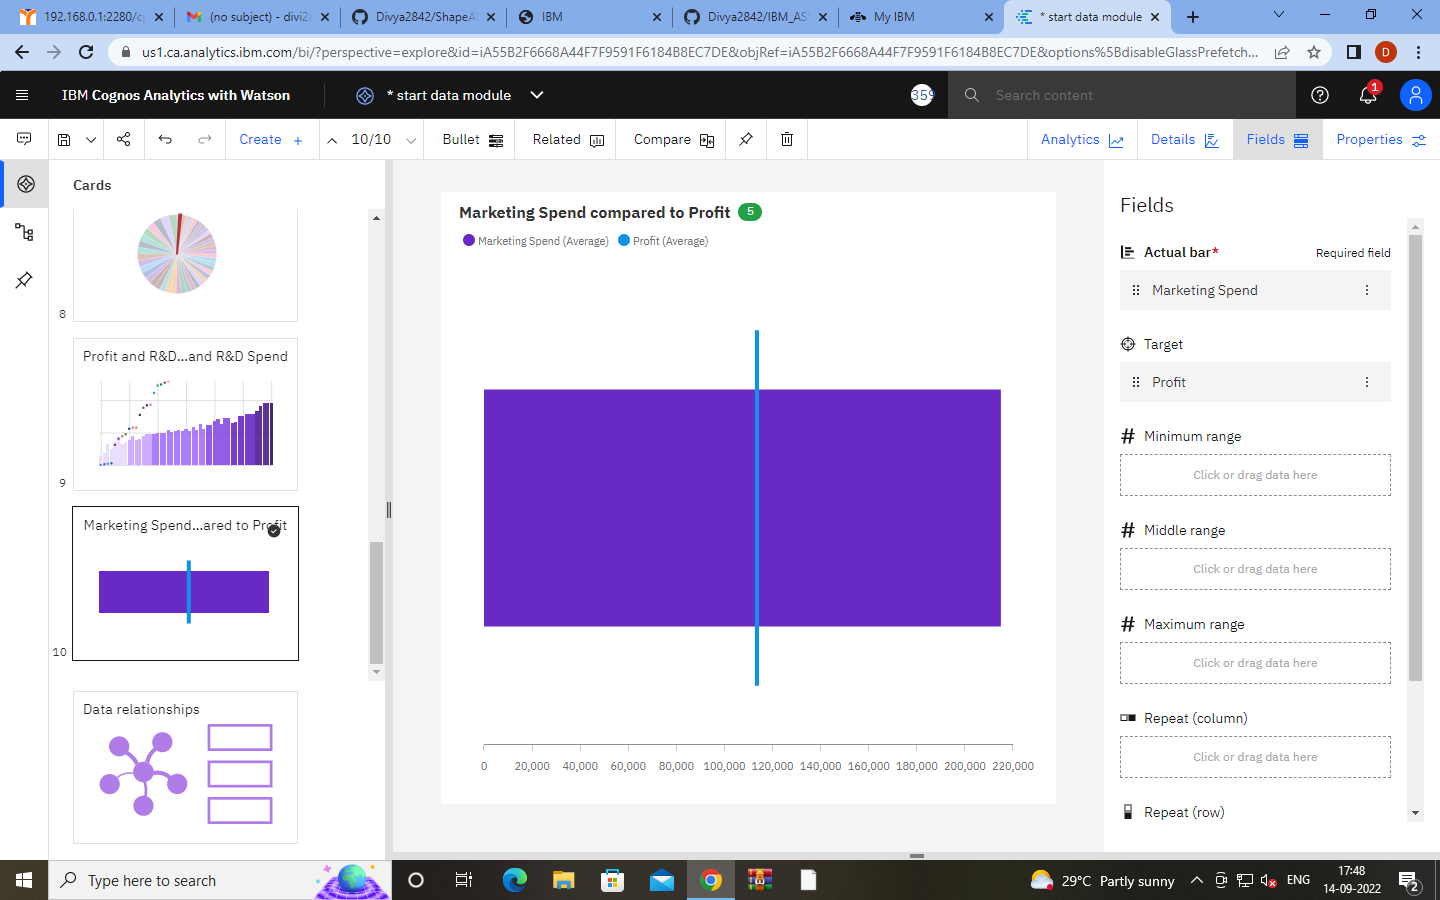 192.168.0.1:2280/cp
(no subject) - divi28
Divya2842/ShapeA
IBM
Divya2842/IBM_AS
My IBM
* start data module
us1.ca.analytics.ibm.com/bi/?perspective=explore&id=iA55B2F6668A44F7F9591F6184B8EC7DE&objRef=iA55B2F6668A44F7F9591F6184B8EC7DE&options%5BdisableGlassPrefetch...
D
IBM Cognos Analytics with Watson
* start data module
359
Search content
1
Create +
10/10
Bullet
Related
Compare
Analytics
Details
Fields
Properties
Cards
8
Profit and R&D...and R&D Spend
9
Marketing Spend...ared to Profit
10
Data relationships
Marketing Spend compared to Profit 5
Marketing Spend (Average) Profit (Average)
0 20,000 40,000 60,000 80,000 100,000 120,000 140,000 160,000 180,000 200,000 220,000
Fields
Actual bar* Required field
Marketing Spend
Target
Profit
# Minimum range
Click or drag data here
# Middle range
Click or drag data here
# Maximum range
Click or drag data here
Repeat (column)
Click or drag data here
Repeat (row)
Type here to search
29°C Partly sunny
ENG
17:48
14-09-2022
2